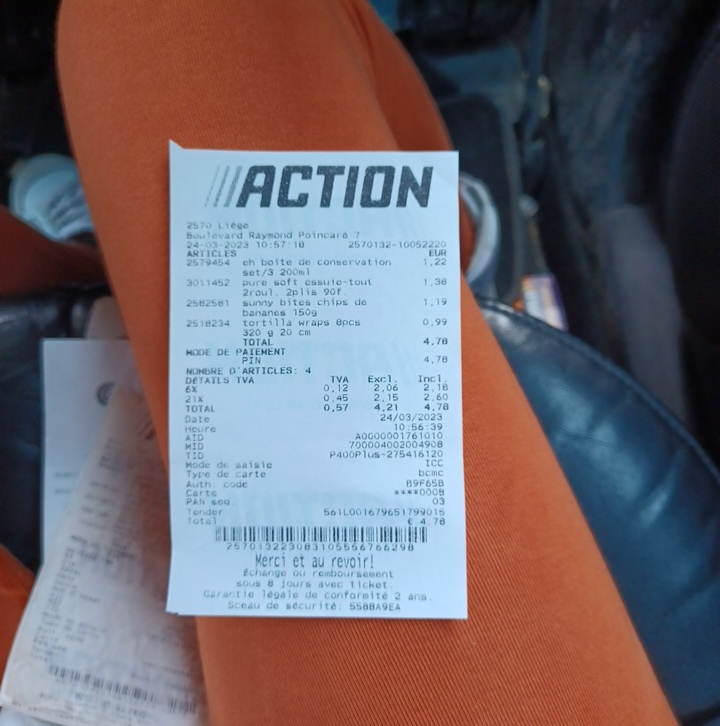 ACTION
2570 Liège
Boulevard Raymond Poincaré 7
24-03-2023 10:57:10 2570132-10052220
ARTICLES EUR
2579454 eh boite de conservation 1,22
set/3 200ml
3011452 pure soft essuie-tout 1,38
2roul. 2plis 90f.
2582581 sunny bites chips de 1,19
bananes 150g
2518234 tortilla wraps 8pcs 0,99
320 g 20 cm
TOTAL 4,78
MODE DE PAIEMENT
PIN 4,78
NOMBRE D'ARTICLES: 4
DÉTAILS TVA TVA Excl. Incl.
6% 0,12 2,06 2,18
21% 0,45 2,15 2,60
TOTAL 0,57 4,21 4,78
Date 24/03/2023
Heure 10:56:39
AID A0000001761010
MID 700004002004908
TID P400Plus-275416120
Mode de saisie ICC
Type de carte bcmc
Auth. code B9F65B
Carte ****0008
PAN seq 03
Tender 561L001679651799015
Total € 4.78
257013223083105556766298
Merci et au revoir!
Échange ou remboursement
sous 8 jours avec ticket.
Garantie légale de conformité 2 ans.
Sceau de sécurité: 5588A9EA